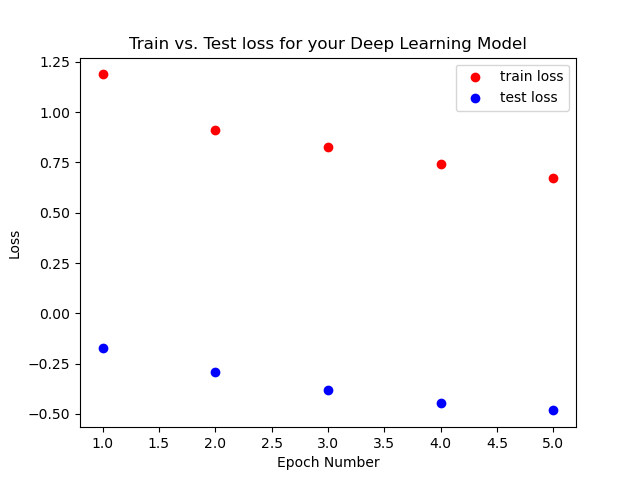 Train vs. Test loss for your Deep Learning Model
train loss
test loss
1.25
1.00
0.75
0.50
0.25
0.00
−0.25
−0.50
Loss
1.0 1.5 2.0 2.5 3.0 3.5 4.0 4.5 5.0
Epoch Number